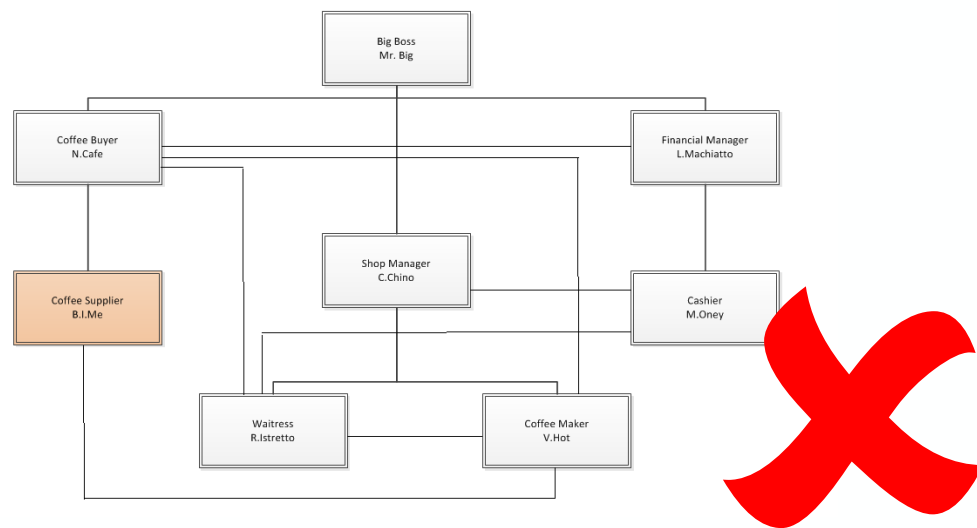 Big Boss
Mr. Big
Coffee Buyer
N.Cafe
Financial Manager
L.Machiatto
Shop Manager
C.Chino
Coffee Supplier
B.I.Me
Cashier
M.Oney
Waitress
R.Istretto
Coffee Maker
V.Hot